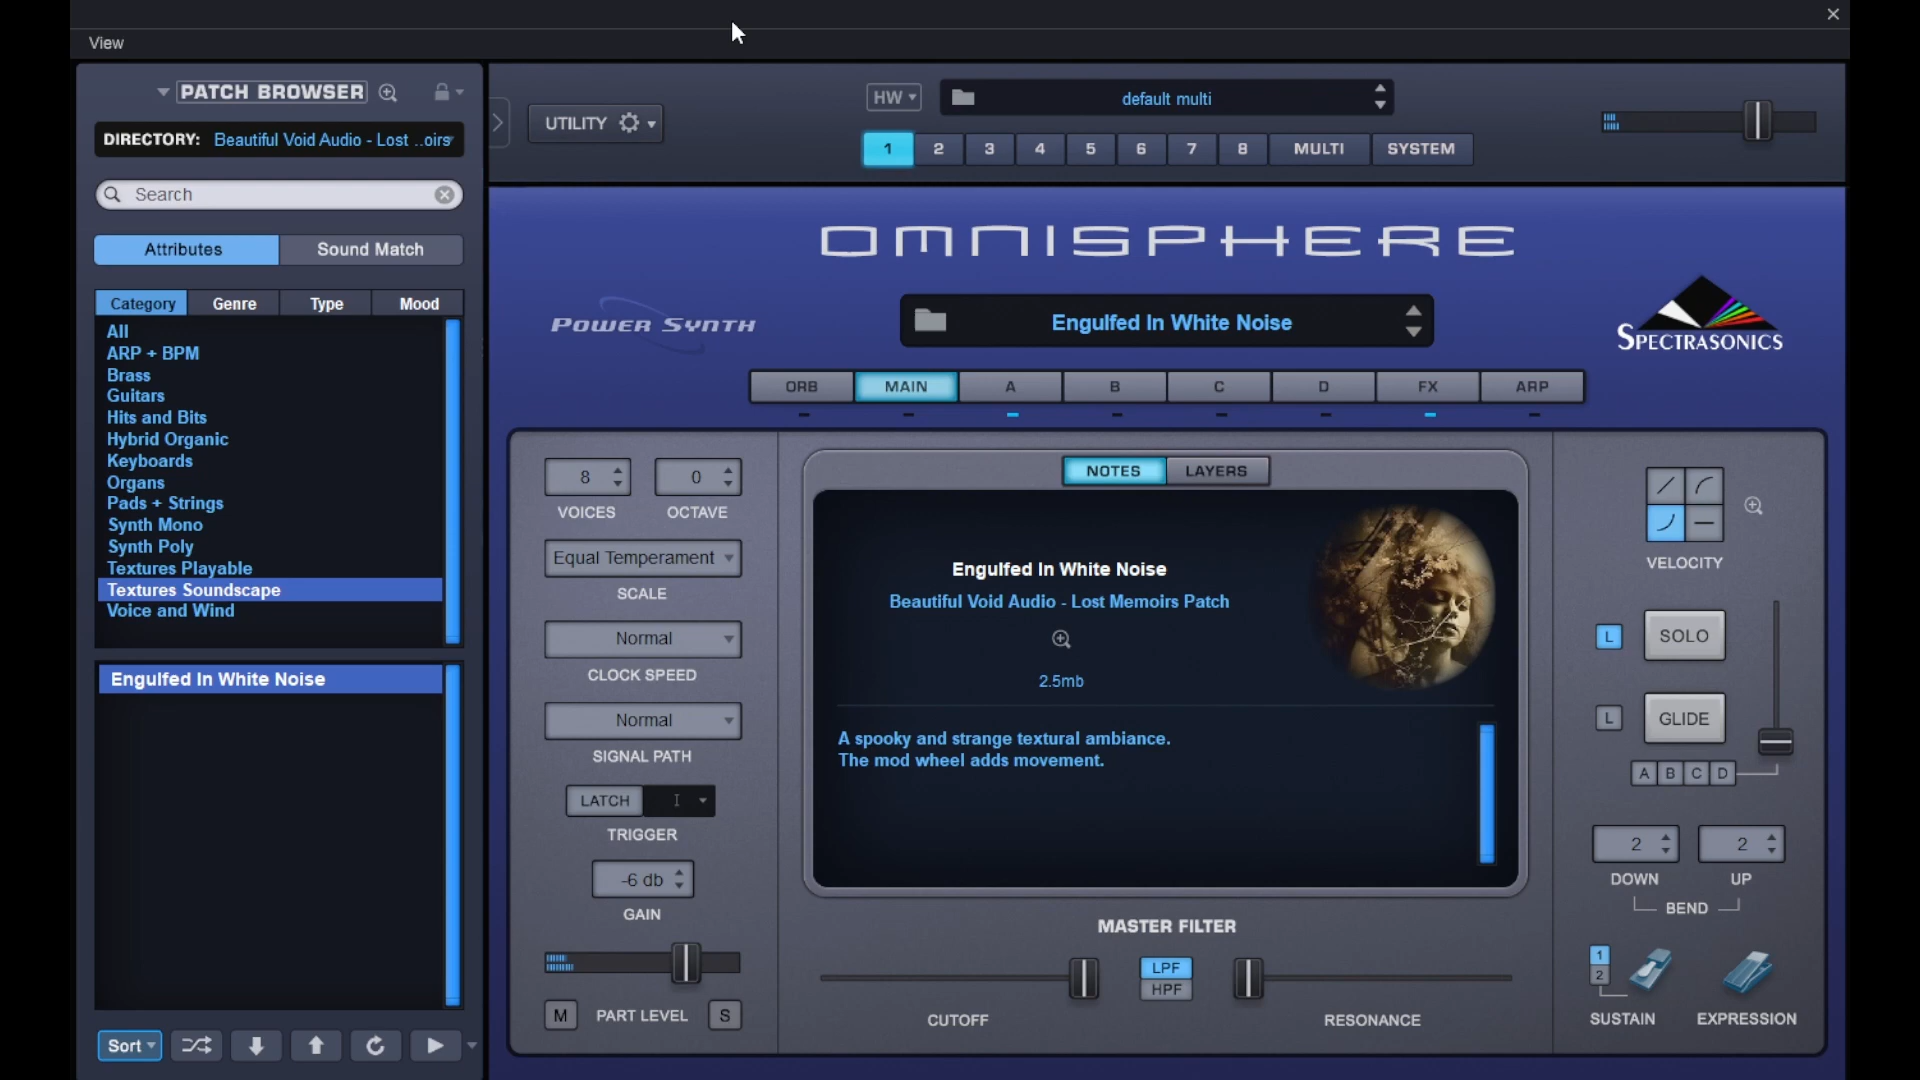 View
PATCH BROWSER
DIRECTORY: Beautiful Void Audio - Lost ..oirs
Search
Attributes
Sound Match
Category
Genre
Type
Mood
All
ARP + BPM
Brass
Guitars
Hits and Bits
Hybrid Organic
Keyboards
Organs
Pads + Strings
Synth Mono
Synth Poly
Textures Playable
Textures Soundscape
Voice and Wind
Engulfed In White Noise
Sort
UTILITY
HW
default multi
1
2
3
4
5
6
7
8
MULTI
SYSTEM
OMNISPHERE
POWER SYNTH
Engulfed In White Noise
SPECTRASONICS
ORB
MAIN
A
B
C
D
FX
ARP
8
VOICES
0
OCTAVE
Equal Temperament
SCALE
Normal
CLOCK SPEED
Normal
SIGNAL PATH
LATCH
TRIGGER
-6 db
GAIN
M
PART LEVEL
S
NOTES
LAYERS
Engulfed In White Noise
Beautiful Void Audio - Lost Memoirs Patch
2.5mb
A spooky and strange textural ambiance.
The mod wheel adds movement.
MASTER FILTER
CUTOFF
LPF
HPF
RESONANCE
VELOCITY
L
SOLO
L
GLIDE
A
B
C
D
2
DOWN
2
UP
BEND
1
2
SUSTAIN
EXPRESSION